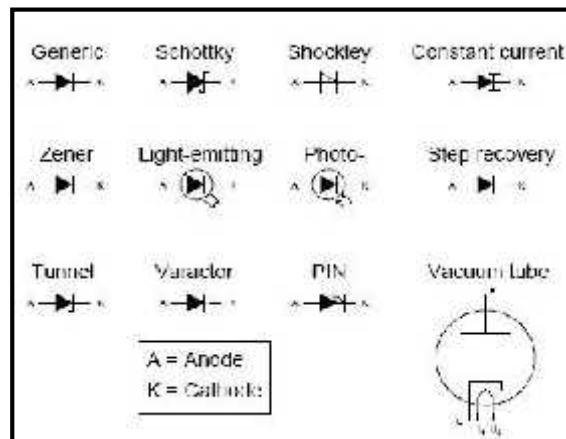 Generic Schottky Shockley Constant current
Zener Light-emitting Photo- Step recovery
Tunnel Varactor PIN Vacuum tube
A = Anode
K = Cathode